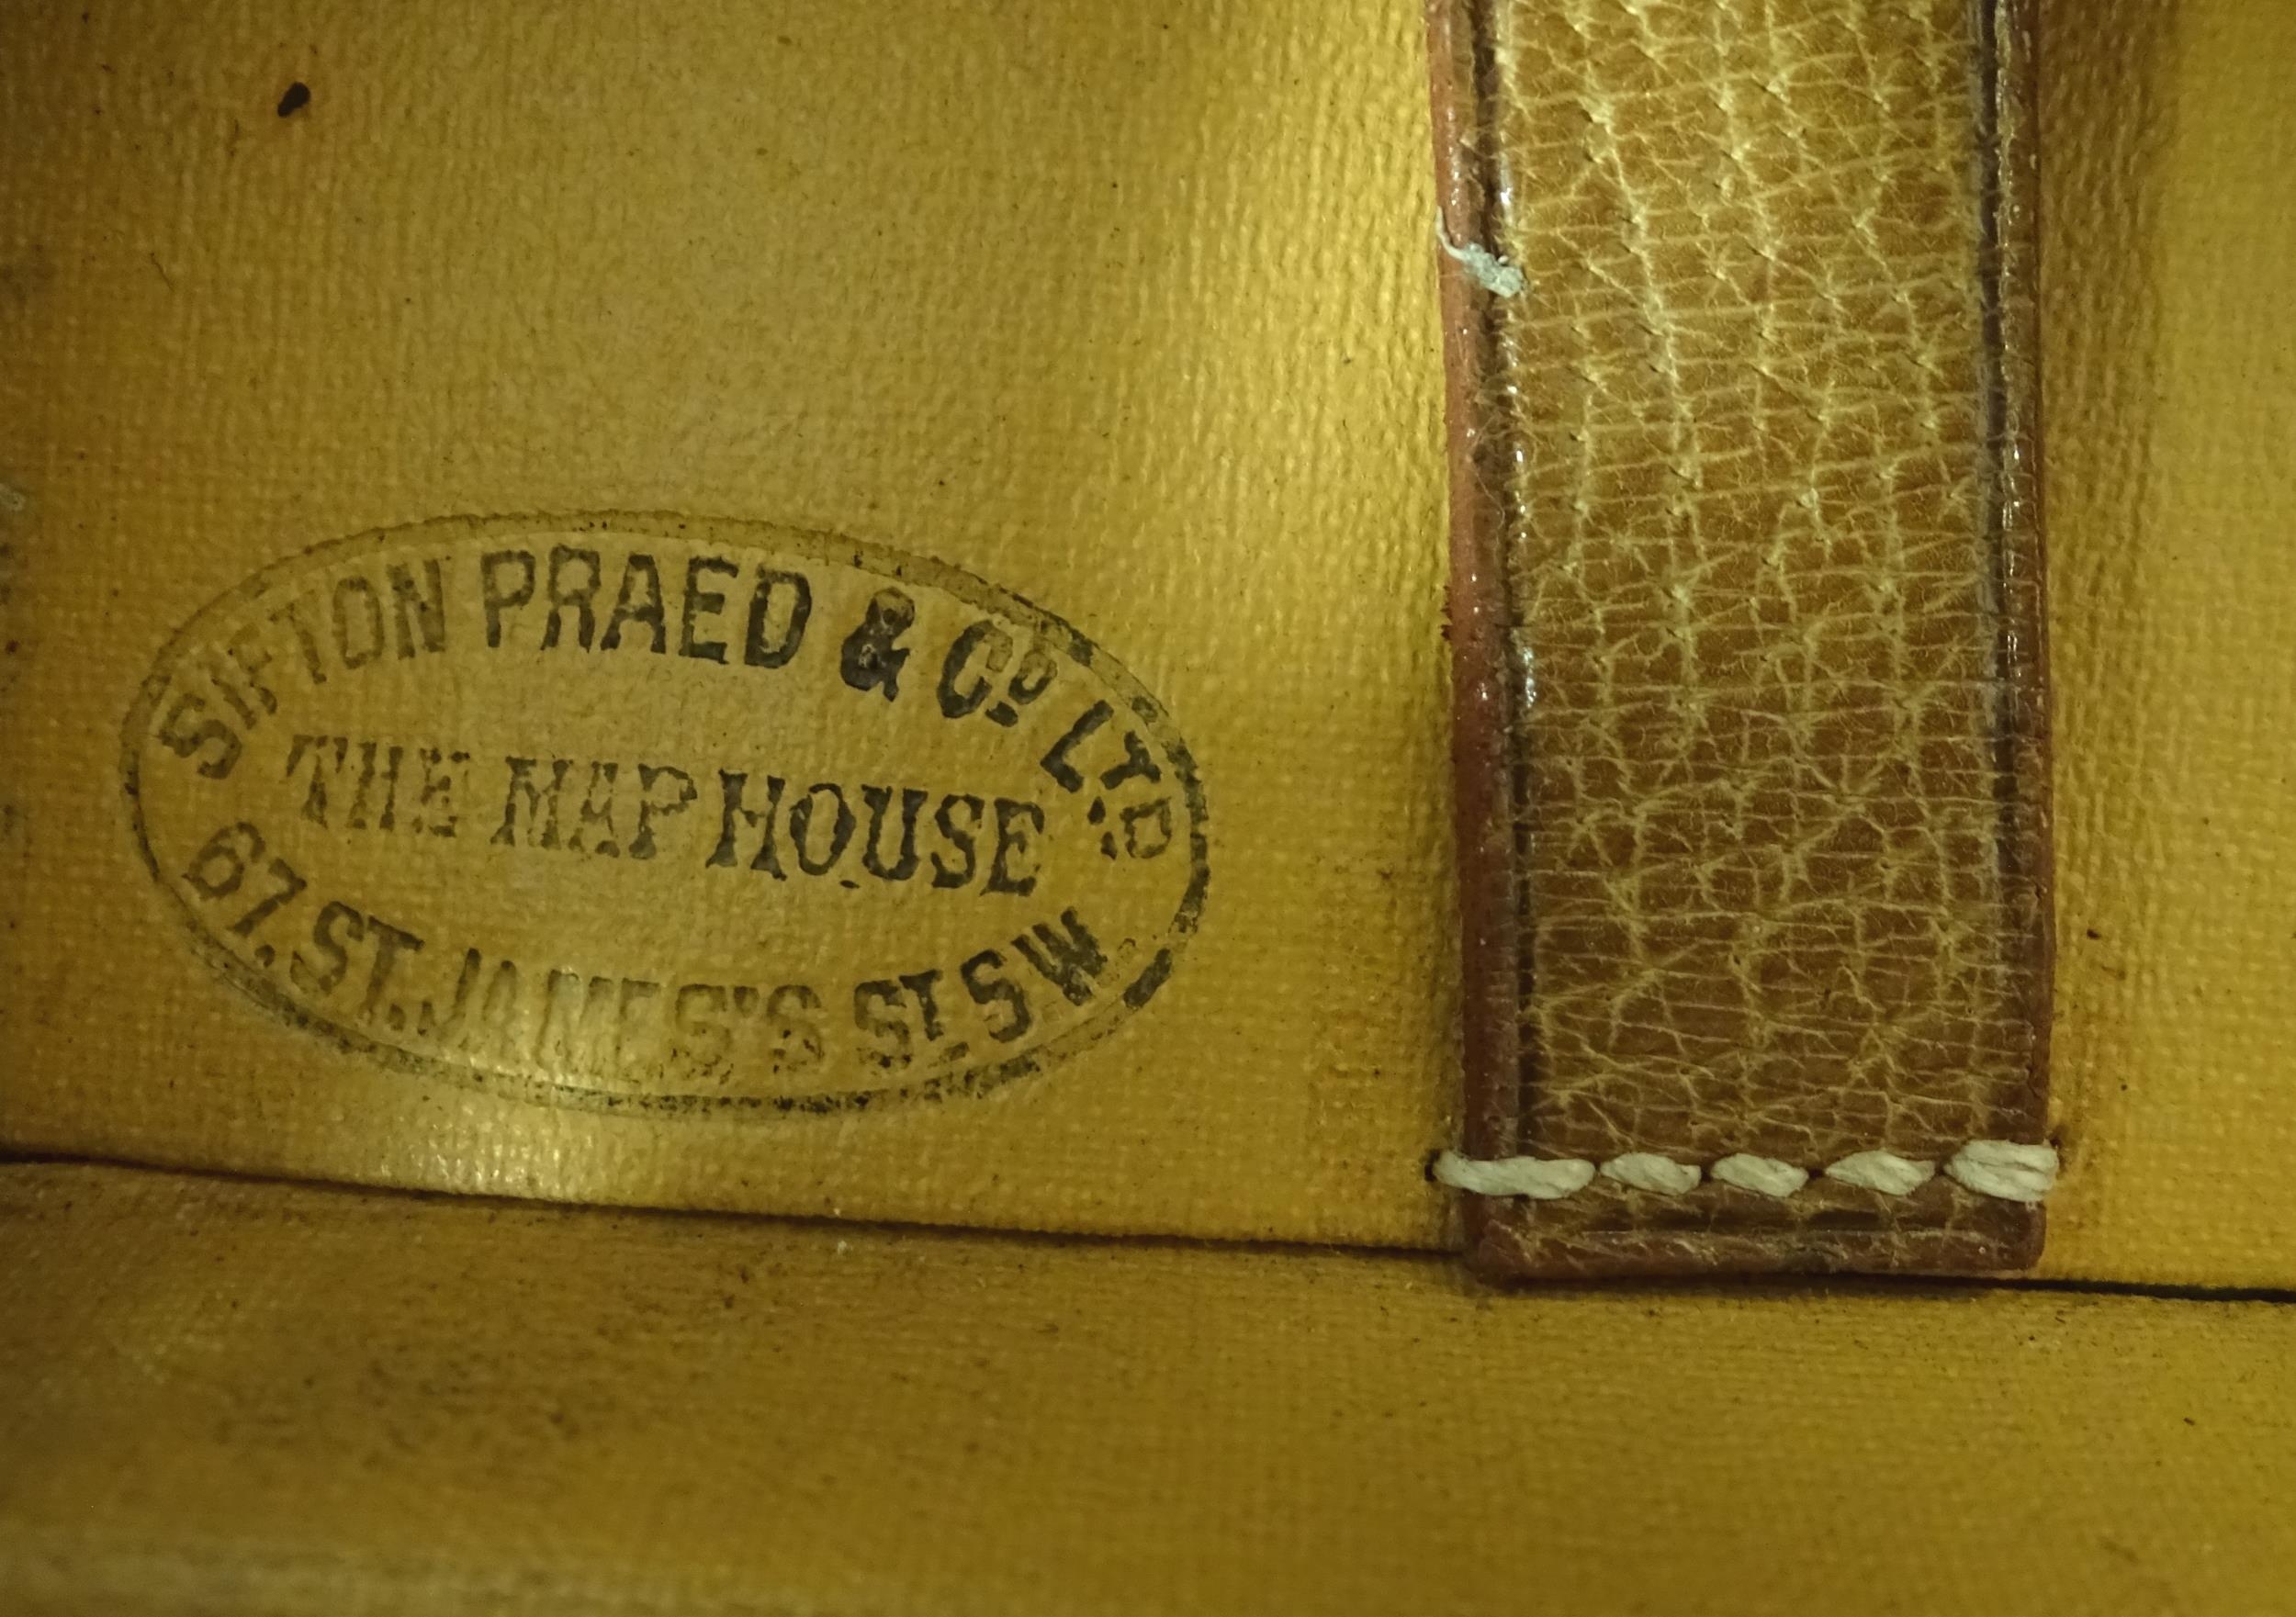 SIFTON PRAED & Co LTD
THE MAP HOUSE
67. ST. JAMES'S ST. S W